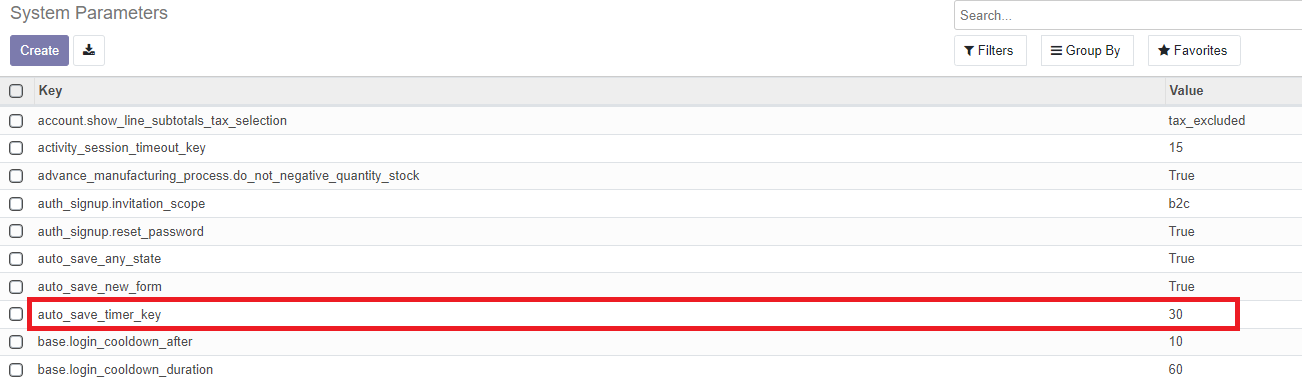 System Parameters
Search...
Create
Filters Group By Favorites
Key Value
account.show_line_subtotals_tax_selection tax_excluded
activity_session_timeout_key 15
advance_manufacturing_process.do_not_negative_quantity_stock True
auth_signup.invitation_scope b2c
auth_signup.reset_password True
auto_save_any_state True
auto_save_new_form True
auto_save_timer_key 30
base.login_cooldown_after 10
base.login_cooldown_duration 60